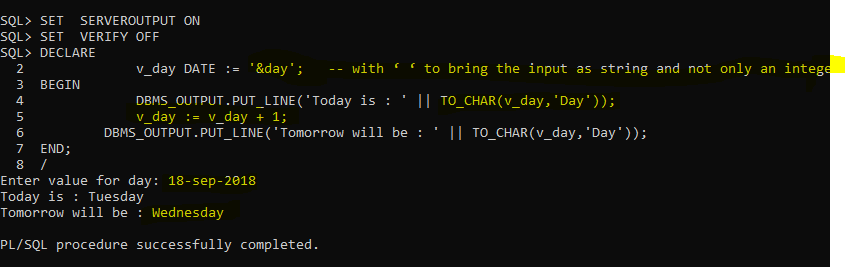 SQL> SET  SERVEROUTPUT ON
SQL> SET  VERIFY OFF
SQL> DECLARE
  2              v_day DATE := '&day';   -- with ‘ ‘ to bring the input as string and not only an intege
  3  BEGIN
  4              DBMS_OUTPUT.PUT_LINE('Today is : ' || TO_CHAR(v_day,'Day'));
  5              v_day := v_day + 1;
  6          DBMS_OUTPUT.PUT_LINE('Tomorrow will be : ' || TO_CHAR(v_day,'Day'));
  7  END;
  8  /
Enter value for day: 18-sep-2018
Today is : Tuesday
Tomorrow will be : Wednesday
PL/SQL procedure successfully completed.